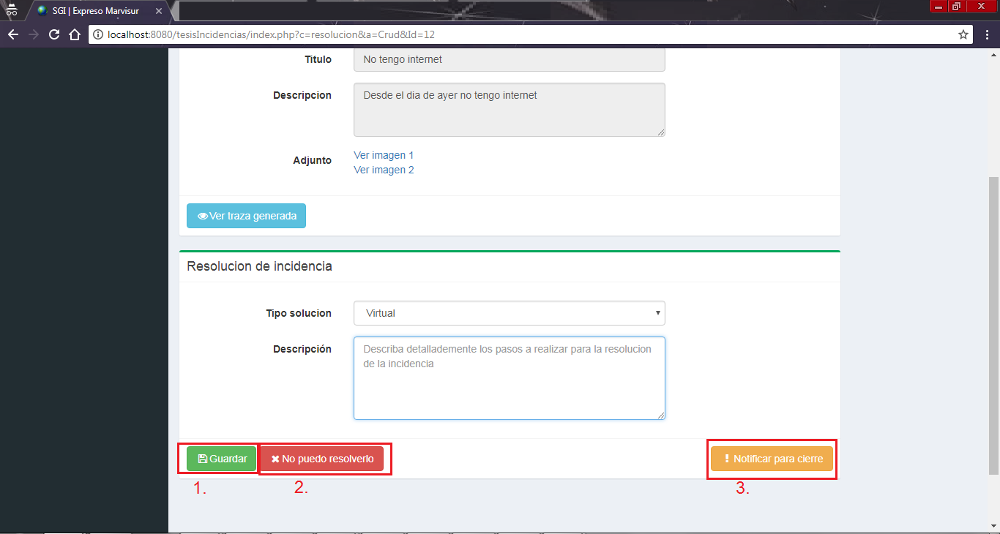 SGI | Expreso Marvisur
localhost:8080/tesisIncidencias/index.php?c=resolucion&a=Crud&Id=12
Titulo
No tengo internet
Descripcion
Desde el dia de ayer no tengo internet
Adjunto
Ver imagen 1
Ver imagen 2
Ver traza generada
Resolucion de incidencia
Tipo solucion
Virtual
Descripción
Describa detallademente los pasos a realizar para la resolucion
de la incidencia
Guardar
No puedo resolverlo
Notificar para cierre
1.
2.
3.